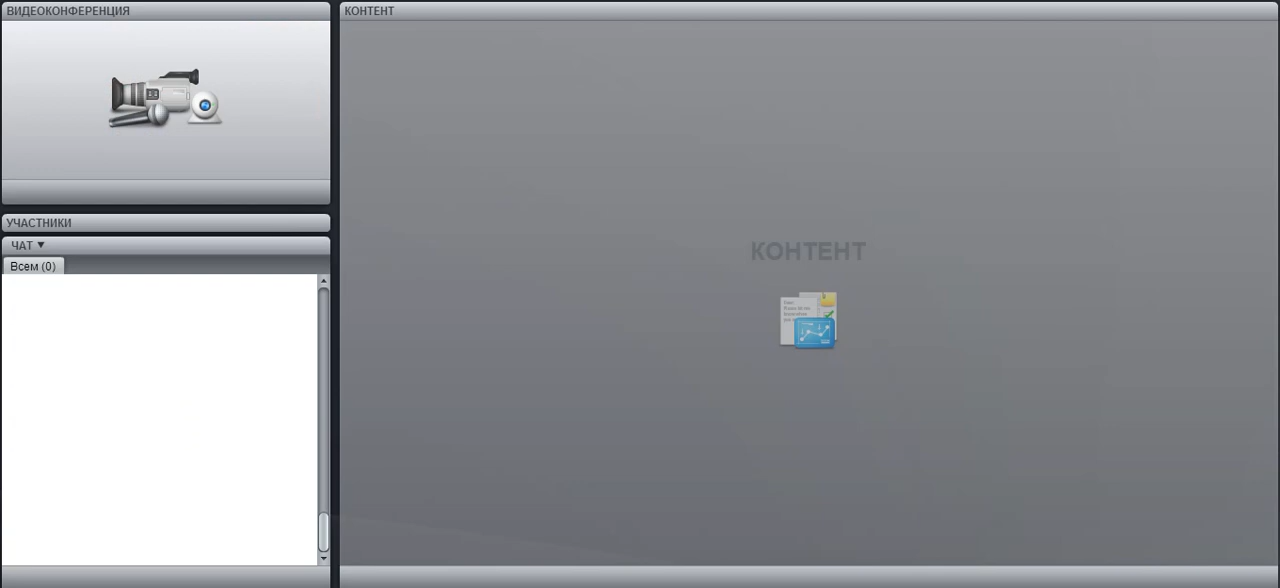 ВИДЕОКОНФЕРЕНЦИЯ
КОНТЕНТ
КОНТЕНТ
УЧАСТНИКИ
ЧАТ
Всем (0)